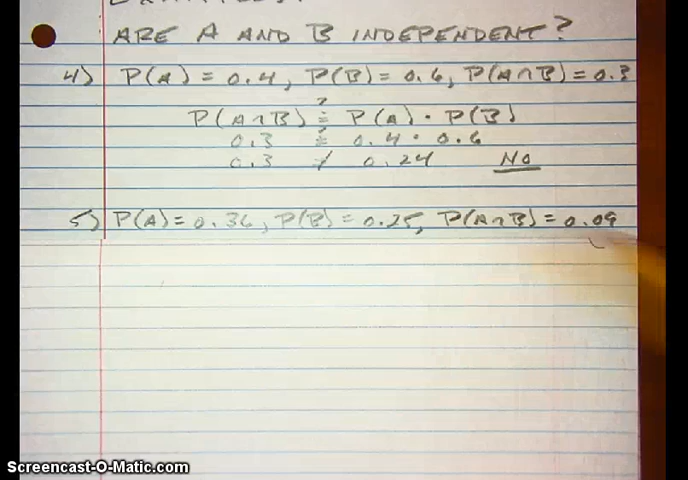 ARE A AND B INDEPENDENT?
4) P(A) = 0.4, P(B) = 0.6, P(A∩B) = 0.3
P(A∩B) ≟ P(A) · P(B)
0.3 ≟ 0.4 · 0.6
0.3 ≠ 0.24 No
5) P(A) = 0.36, P(B) = 0.25, P(A∩B) = 0.09
Screencast-O-Matic.com